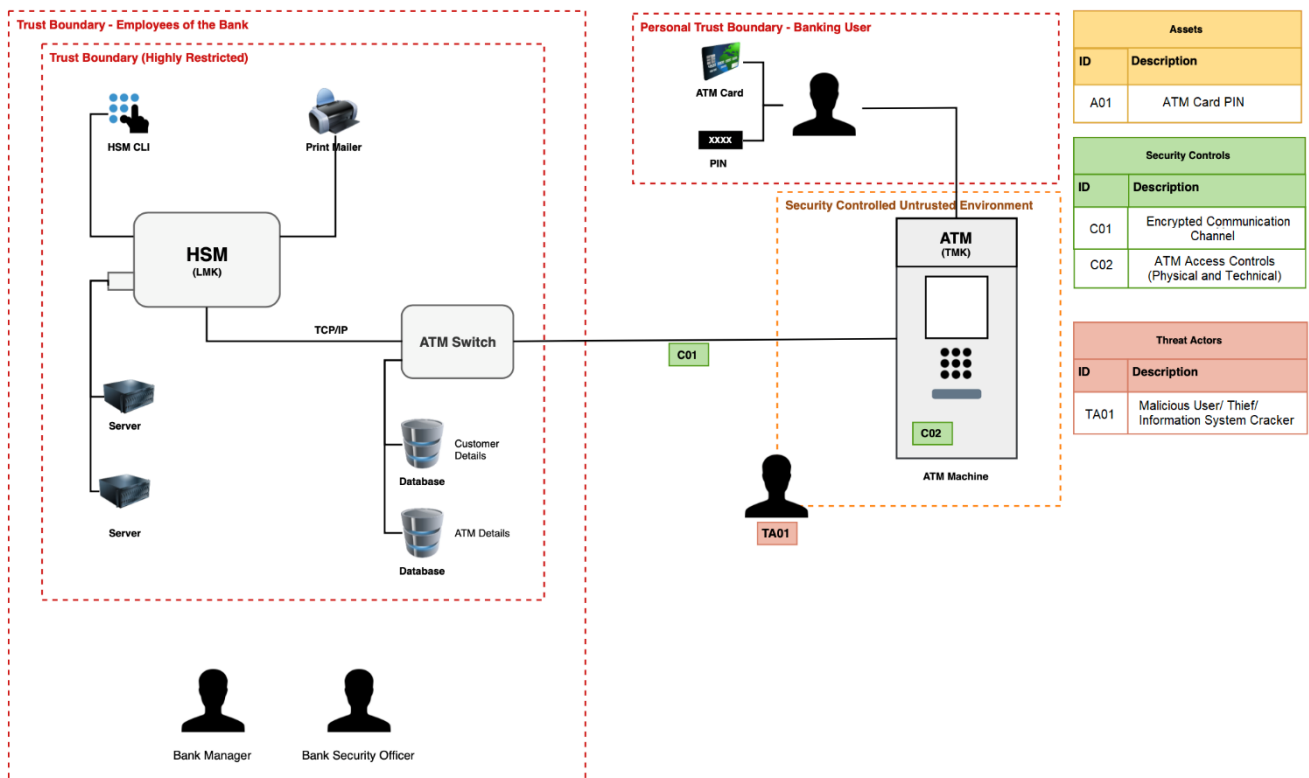 Trust Boundary - Employees of the Bank
Trust Boundary (Highly Restricted)
HSM CLI
Print Mailer
HSM
(LMK)
TCP/IP
ATM Switch
Server
Server
Customer
Details
Database
ATM Details
Database
Bank Manager
Bank Security Officer
Personal Trust Boundary - Banking User
ATM Card
XXXX
PIN
Security Controlled Untrusted Environment
ATM
(TMK)
C01
C02
ATM Machine
TA01
Assets
ID Description
A01 ATM Card PIN
Security Controls
ID Description
C01 Encrypted Communication
Channel
C02 ATM Access Controls
(Physical and Technical)
Threat Actors
ID Description
TA01 Malicious User/ Thief/
Information System Cracker